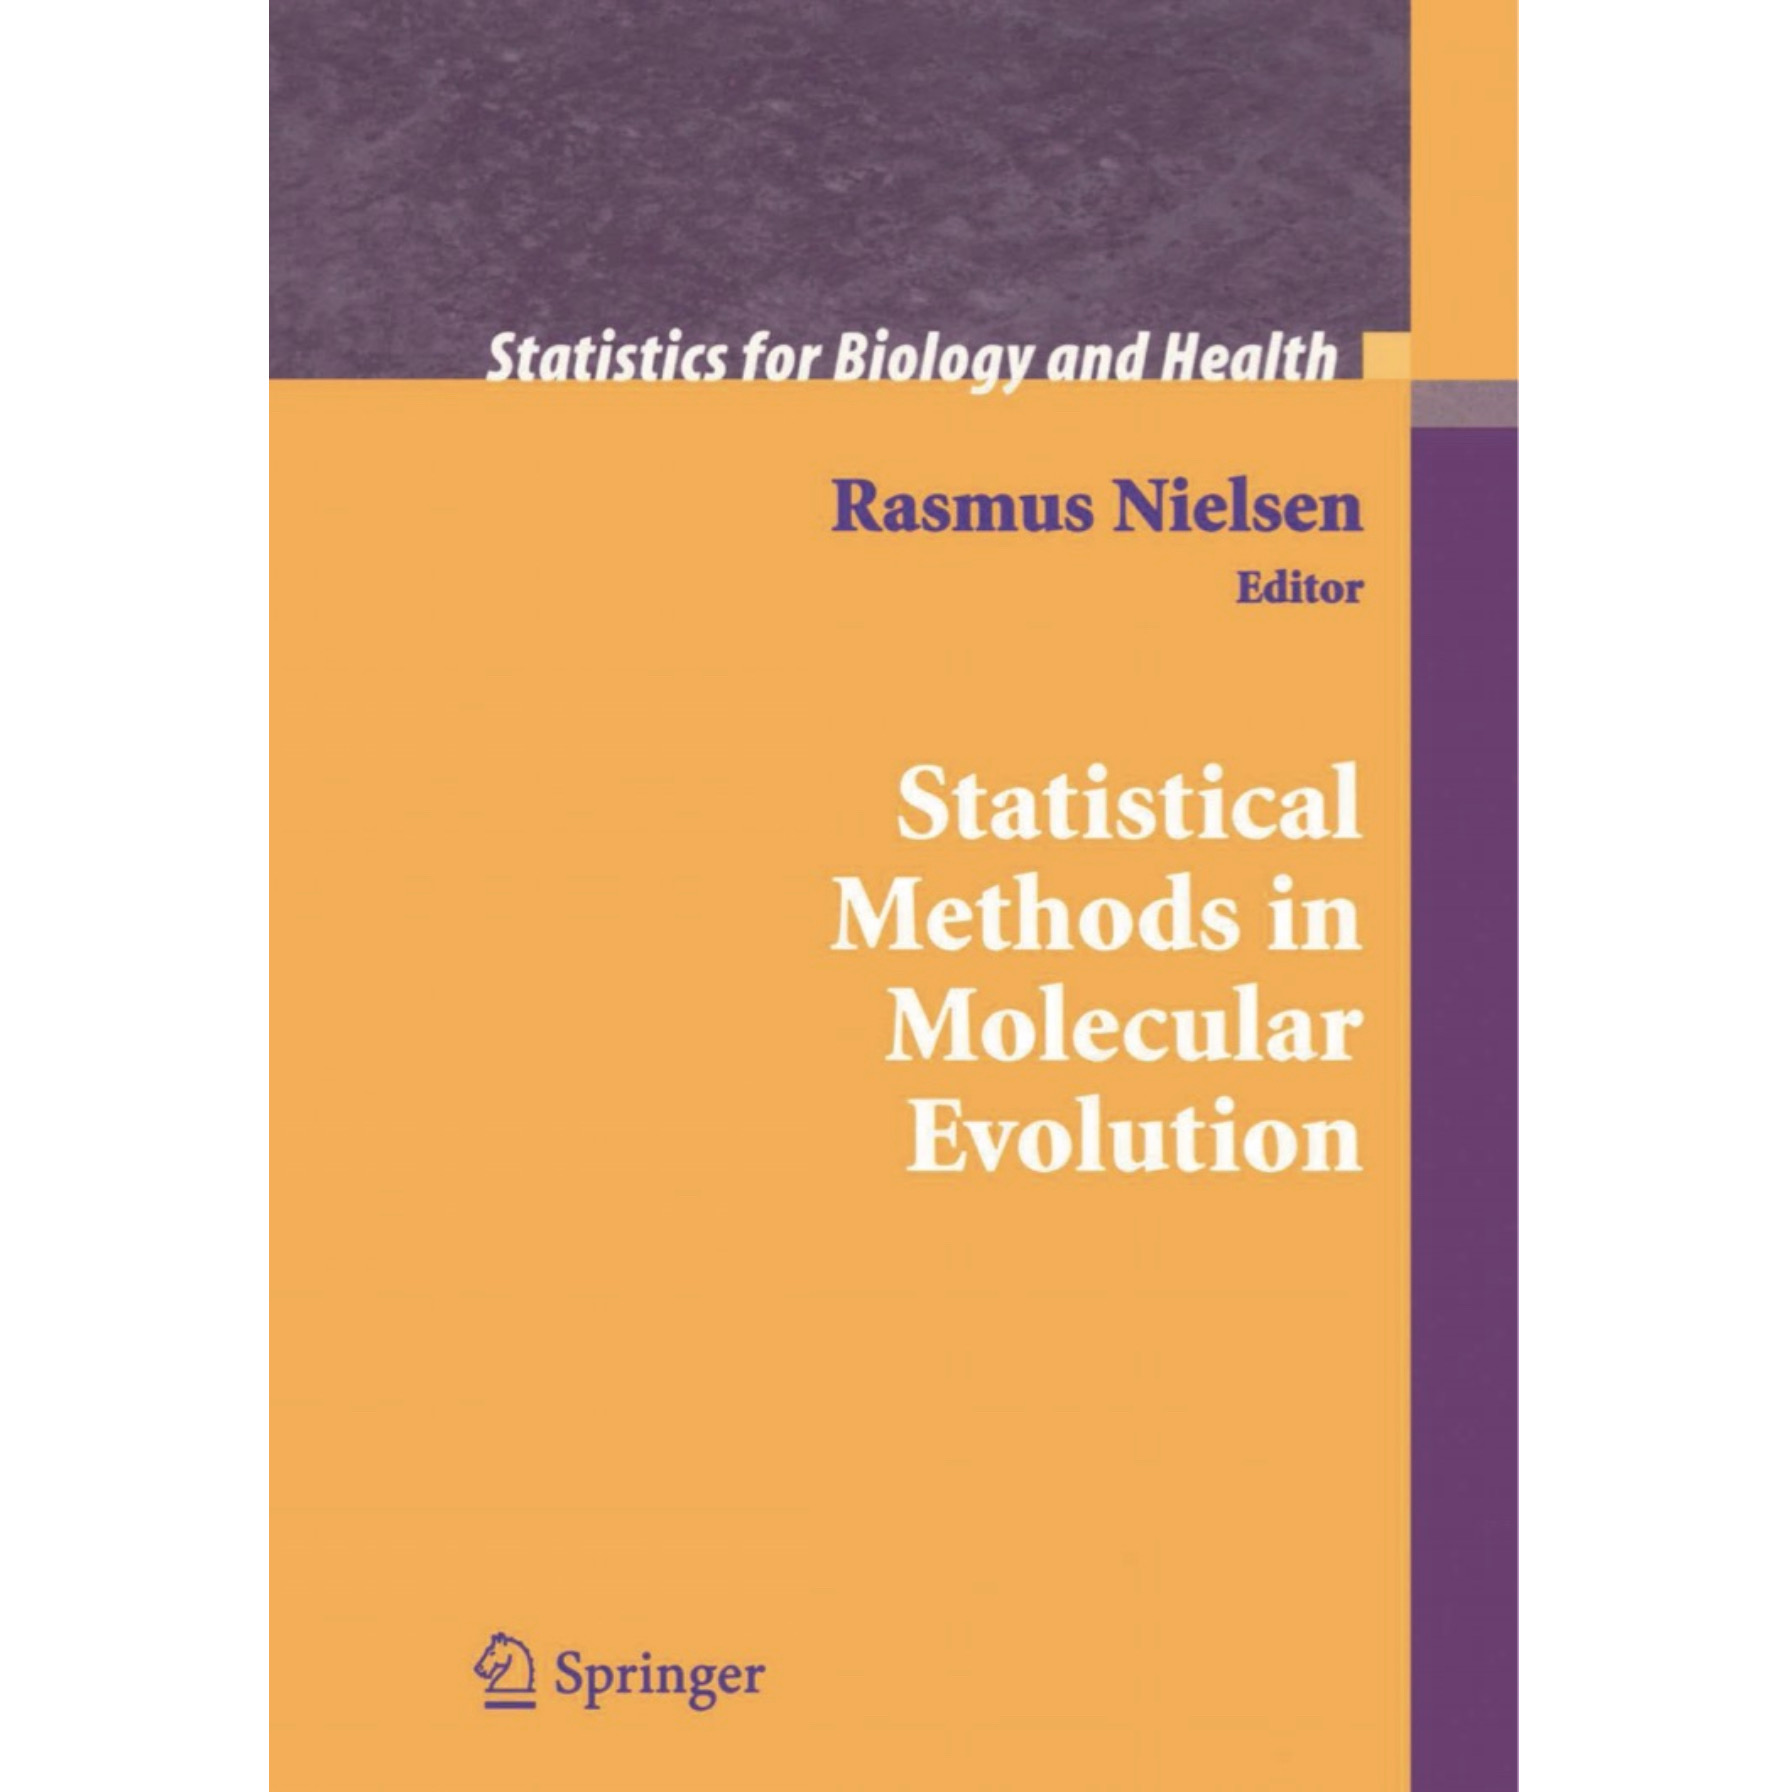 Statistics for Biology and Health
Rasmus Nielsen
Editor
Statistical
Methods in
Molecular
Evolution
Springer